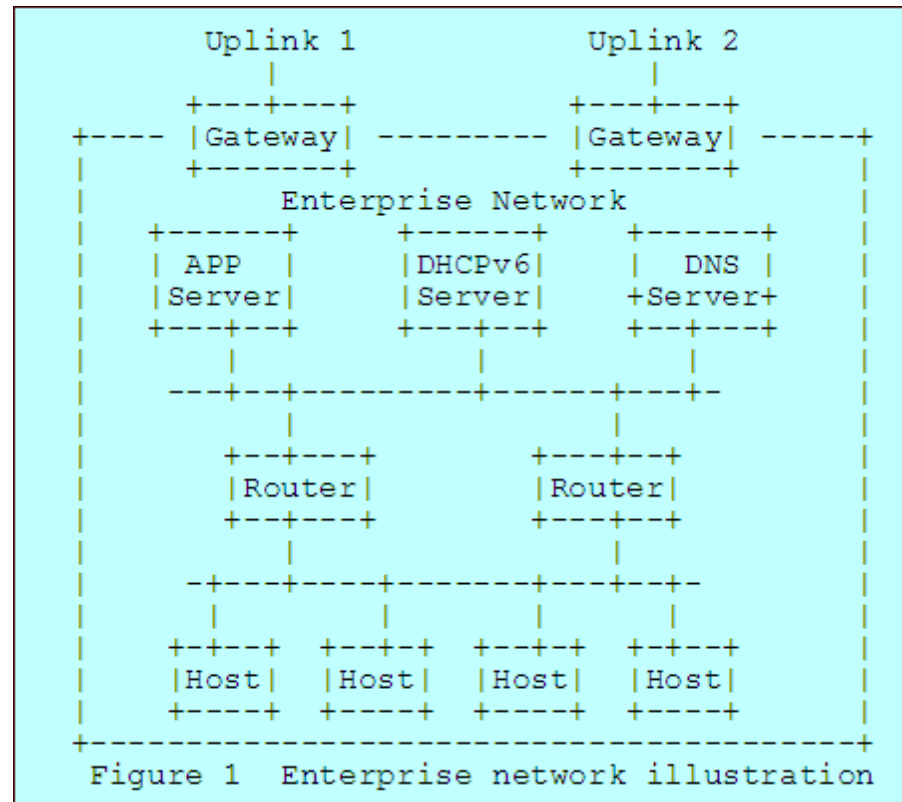 Uplink 1 Uplink 2
Gateway Gateway
Enterprise Network
APP DHCPv6 DNS
Server Server Server
Router Router
Host Host Host Host
Figure 1 Enterprise network illustration